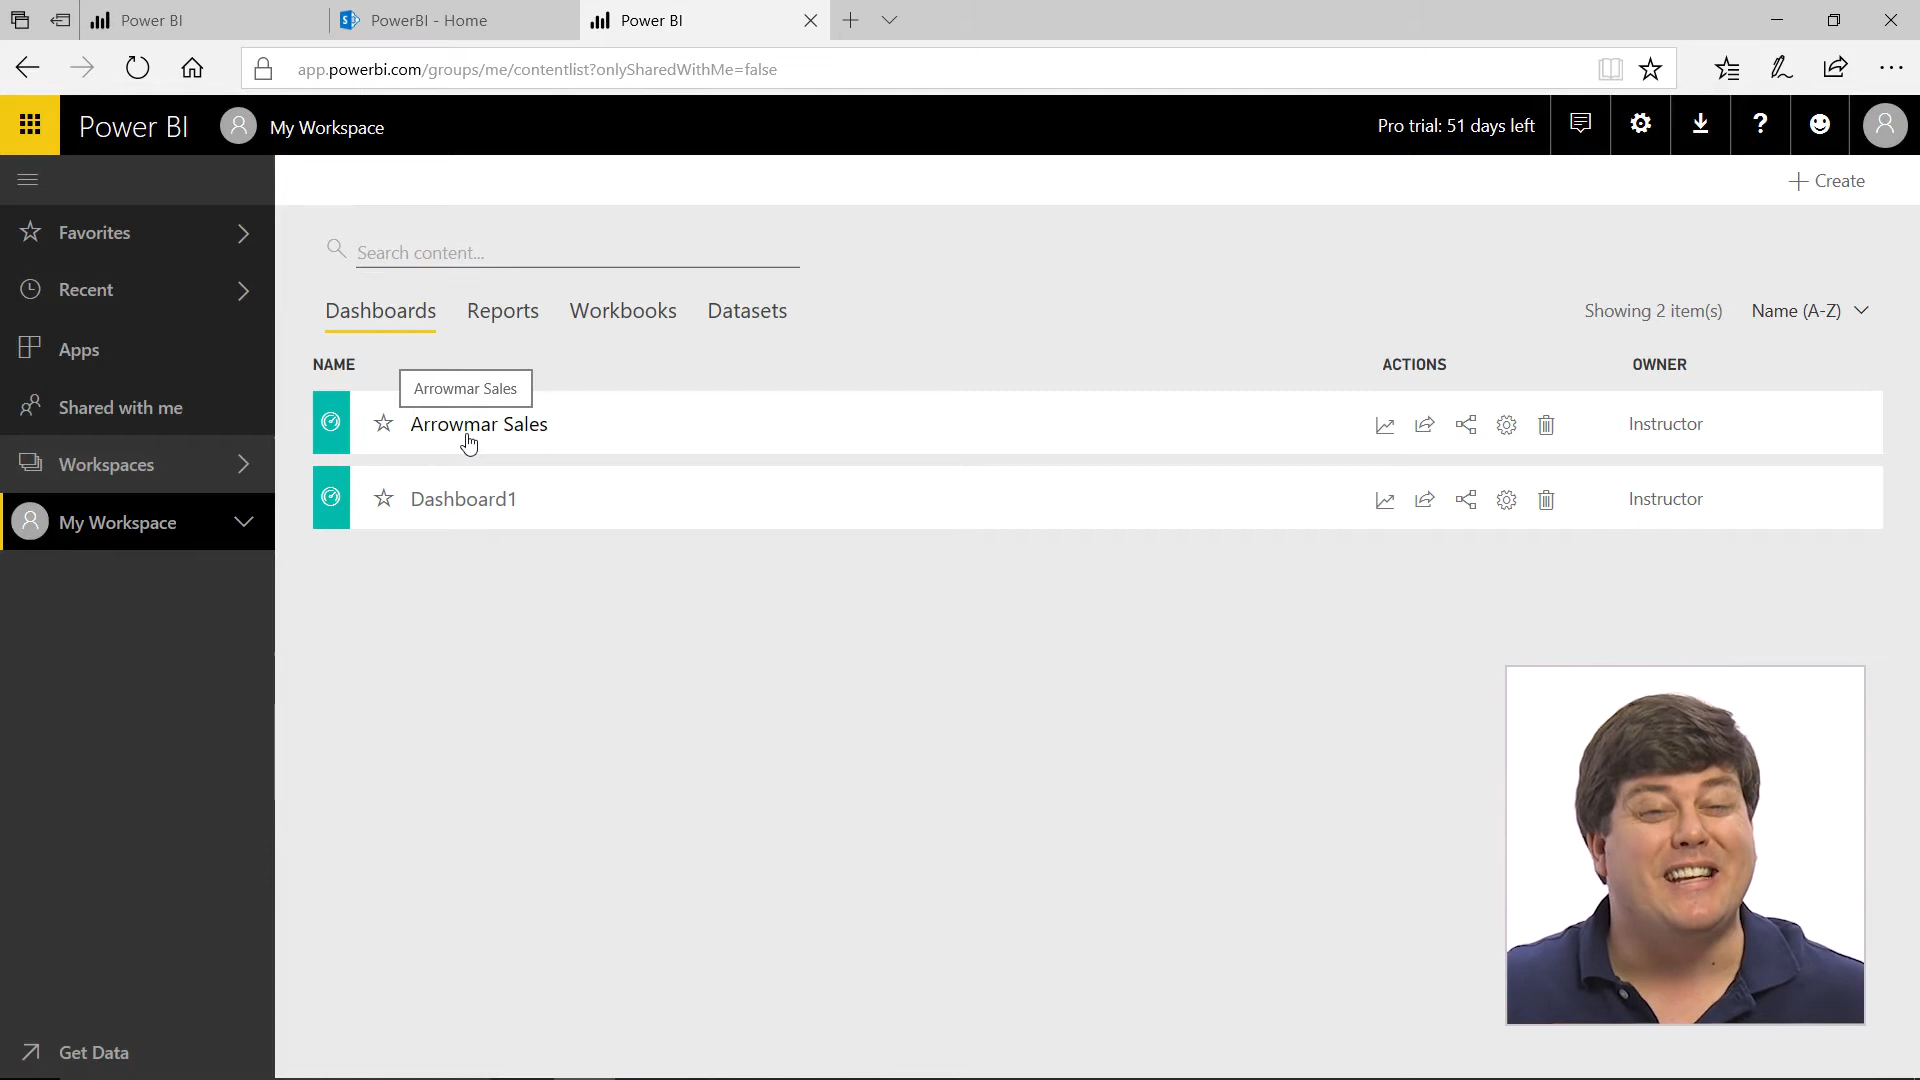 Power BI
PowerBI - Home
Power BI
app.powerbi.com/groups/me/contentlist?onlySharedWithMe=false
Power BI
My Workspace
Pro trial: 51 days left
?
Create
Favorites
Recent
Apps
Shared with me
Workspaces
My Workspace
Get Data
Search content...
Dashboards Reports Workbooks Datasets
Showing 2 item(s) Name (A-Z)
NAME ACTIONS OWNER
Arrowmar Sales
Arrowmar Sales Instructor
Dashboard1 Instructor